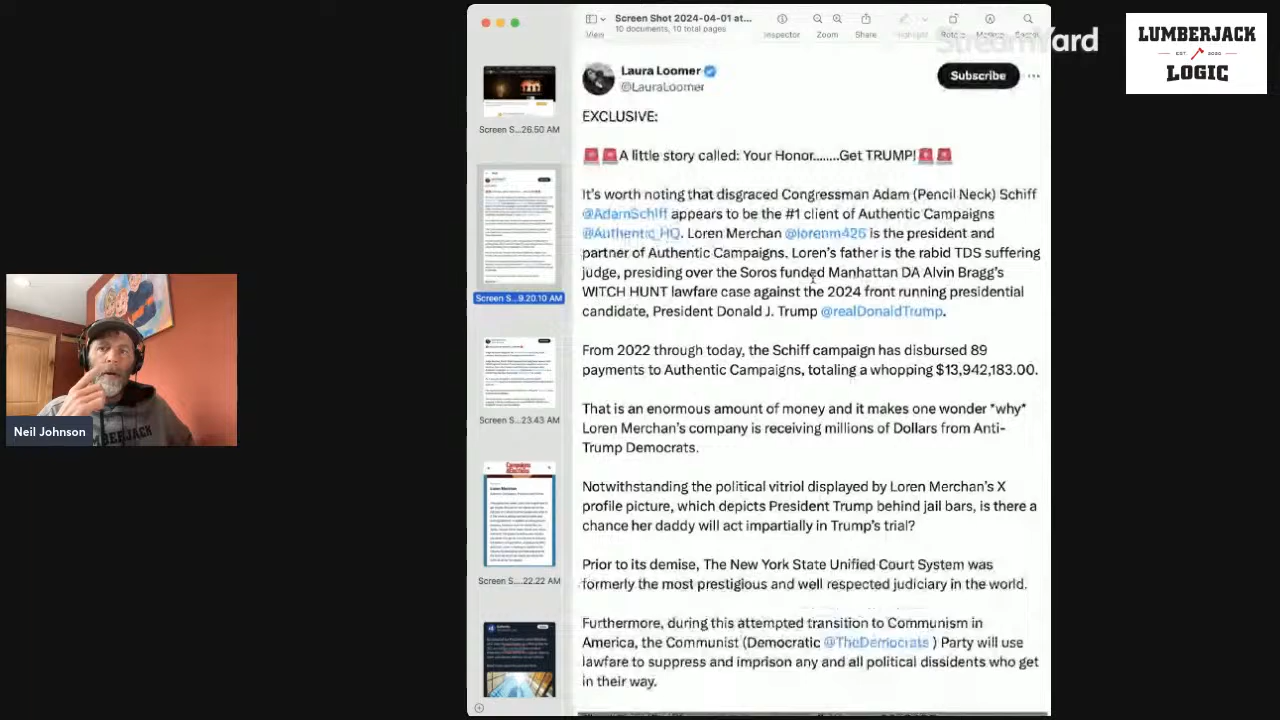 Screen Shot 2024-04-01 at...
10 documents, 10 total pages
View
Inspector
Zoom
Share
Highlight
Rotate
Markup
Search
StreamYard
LUMBERJACK
EST. 2020
LOGIC
Screen S...26.50 AM
Screen S...9.20.10 AM
Screen S...23.43 AM
Campaigns
Screen S....22.22 AM
Laura Loomer
@LauraLoomer
Subscribe
EXCLUSIVE:
🚨🚨A little story called: Your Honor........Get TRUMP!🚨🚨
It's worth noting that disgraced Congressman Adam (Pencil Neck) Schiff
@AdamSchiff appears to be the #1 client of Authentic Campaigns
@Authentic_HQ. Loren Merchan @lorenm426 is the president and
partner of Authentic Campaigns. Loren's father is the rabid TDS suffering
judge, presiding over the Soros funded Manhattan DA Alvin Bragg's
WITCH HUNT lawfare case against the 2024 front running presidential
candidate, President Donald J. Trump @realDonaldTrump.
From 2022 through today, the Schiff campaign has disbursed 89
payments to Authentic Campaigns, totaling a whopping $9,942,183.00.
That is an enormous amount of money and it makes one wonder *why*
Loren Merchan's company is receiving millions of Dollars from Anti-
Trump Democrats.
Notwithstanding the political vitriol displayed by Loren Merchan's X
profile picture, which depicts President Trump behind jail bars, is there a
chance her daddy will act impartially in Trump's trial?
Prior to its demise, The New York State Unified Court System was
formerly the most prestigious and well respected judiciary in the world.
Furthermore, during this attempted transition to Communism in
America, the Communist (Democratic @TheDemocrats ) Party will use
lawfare to suppress and imprison any and all political dissidents who get
in their way.
Neil Johnson
LUMBERJACK